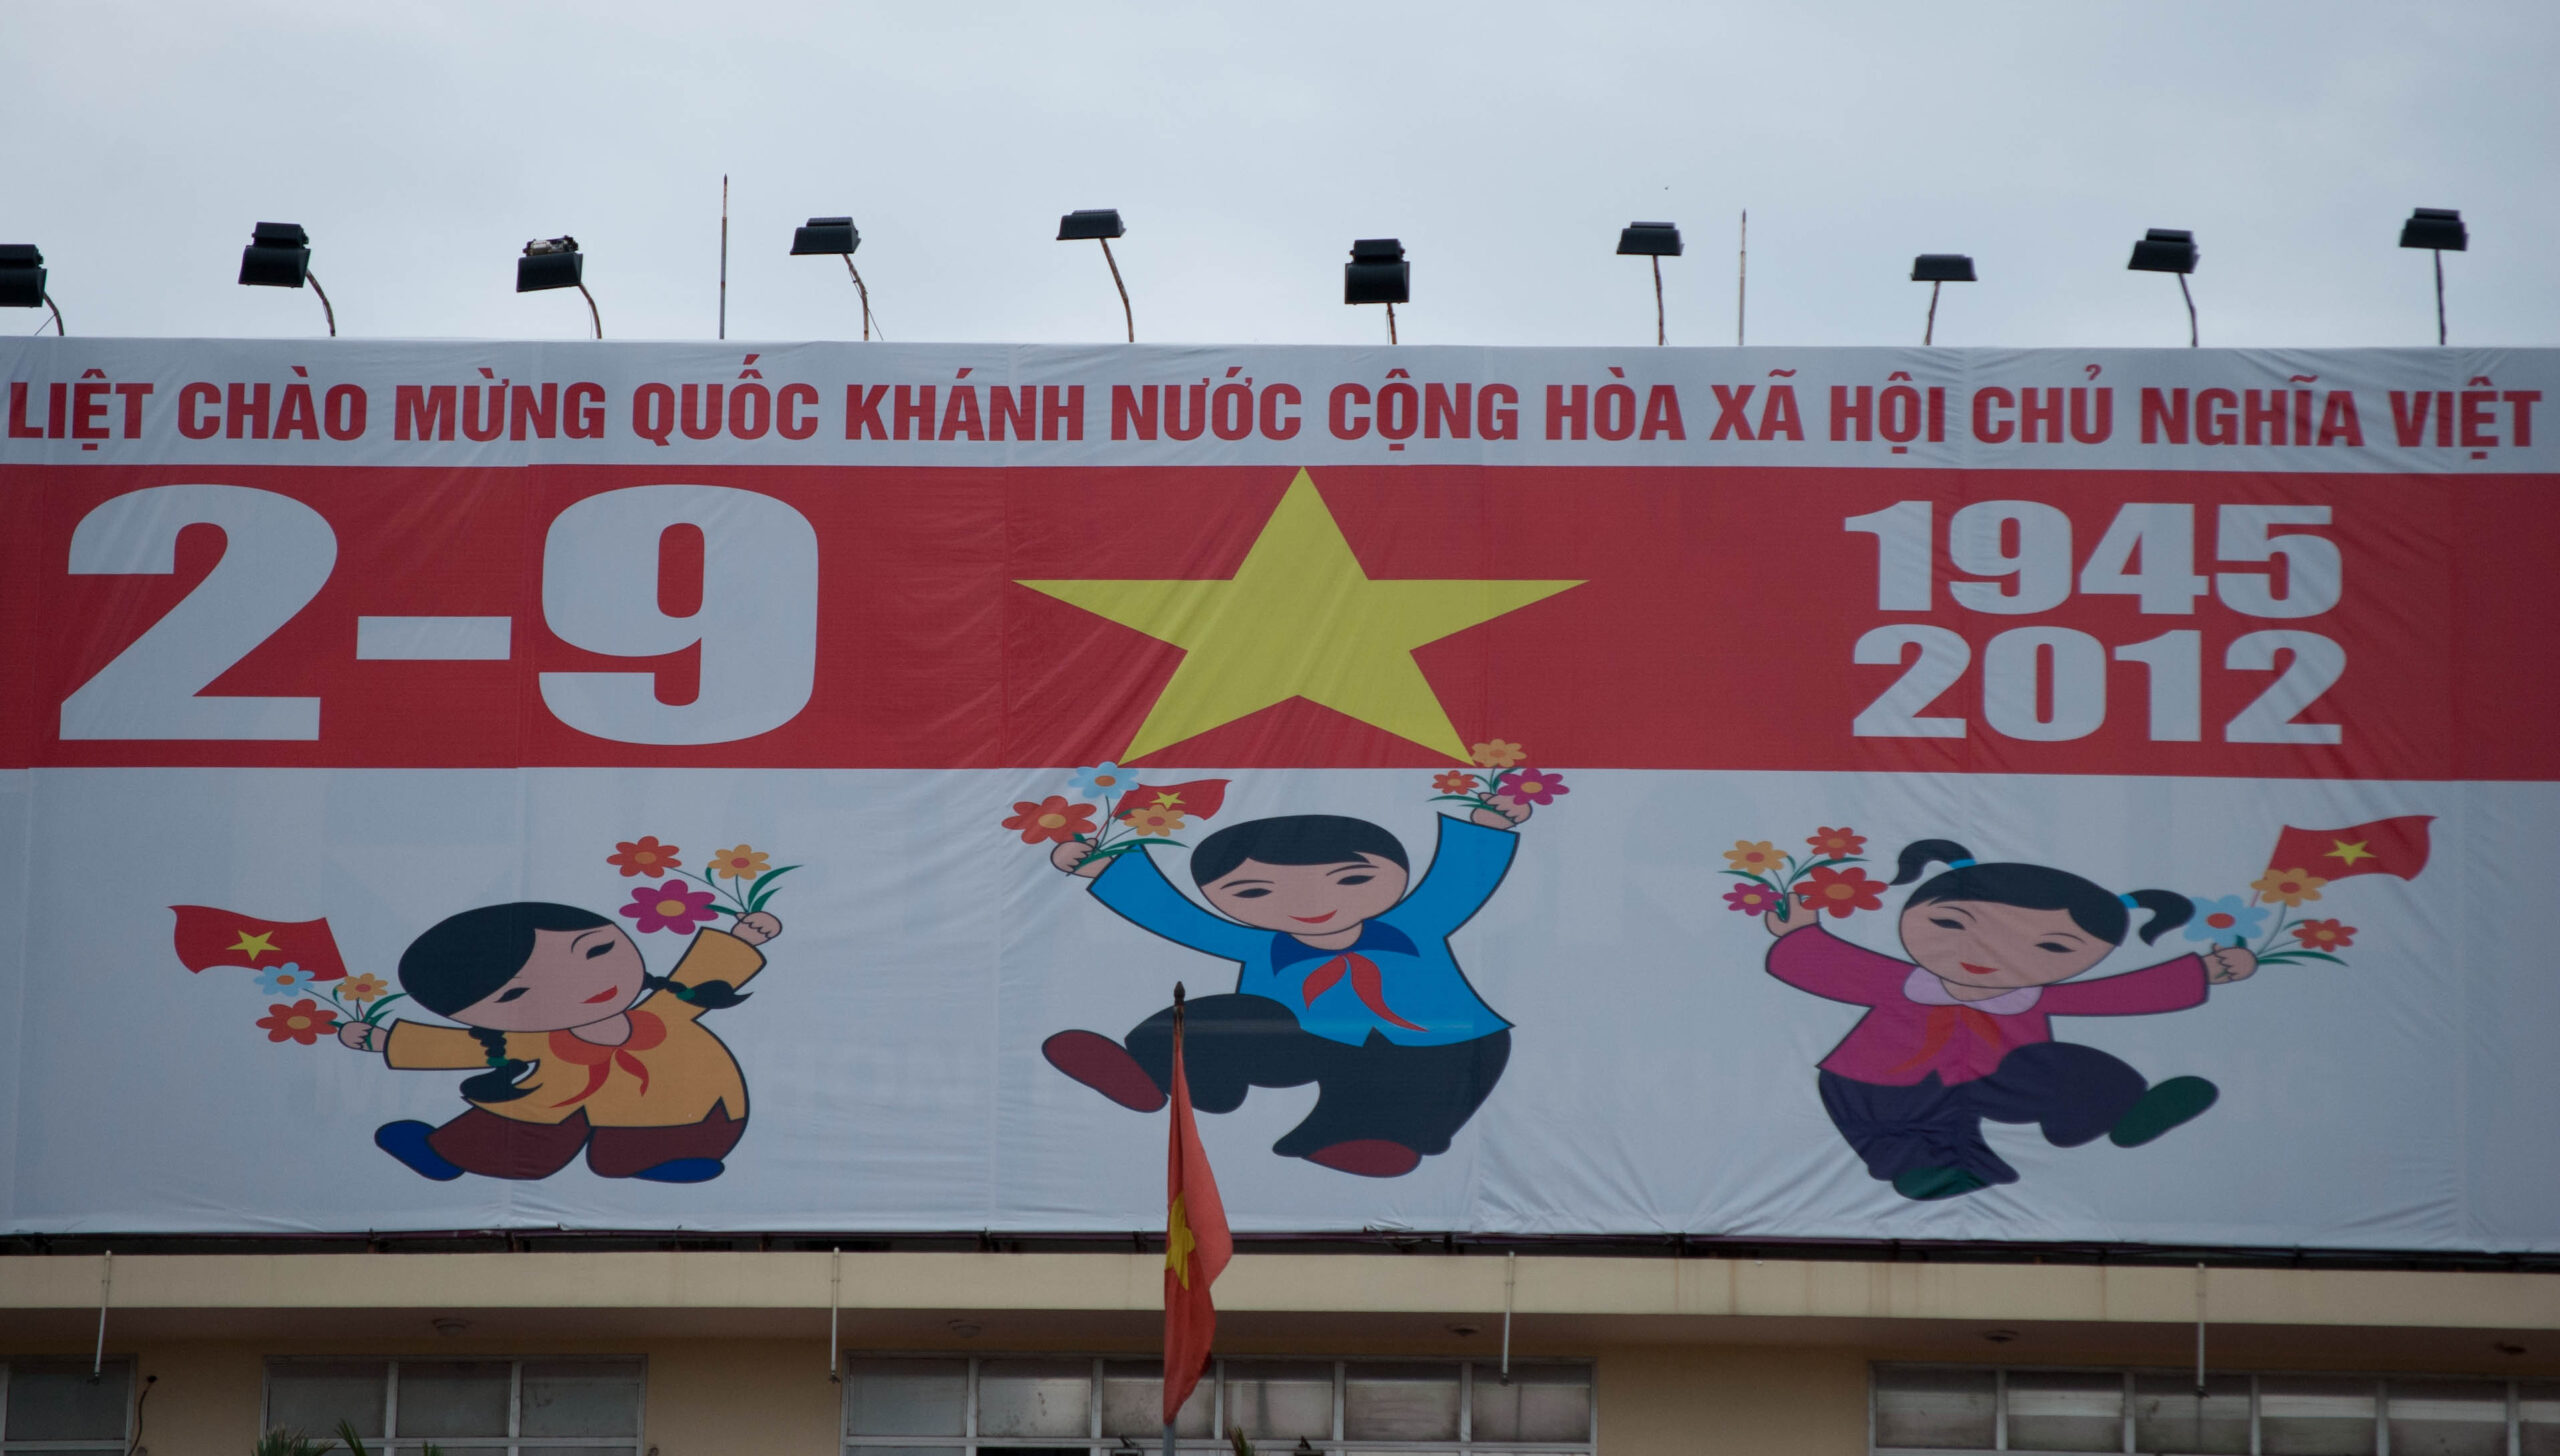 LIỆT CHÀO MỪNG QUỐC KHÁNH NƯỚC CỘNG HÒA XÃ HỘI CHỦ NGHĨA VIỆT
2-9
1945
2012